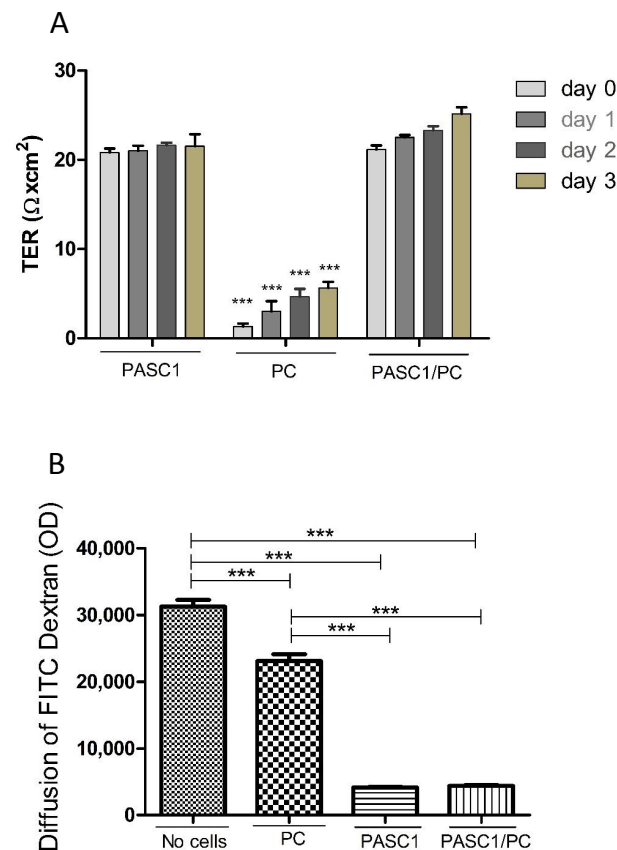 A
30
20
10
0
TER (Ωxcm²)
day 0
day 1
day 2
day 3
*** *** *** ***
PASC1 PC PASC1/PC
B
Diffusion of FITC Dextran (OD)
40,000
30,000
20,000
10,000
0
***
***
***
***
***
No cells PC PASC1 PASC1/PC